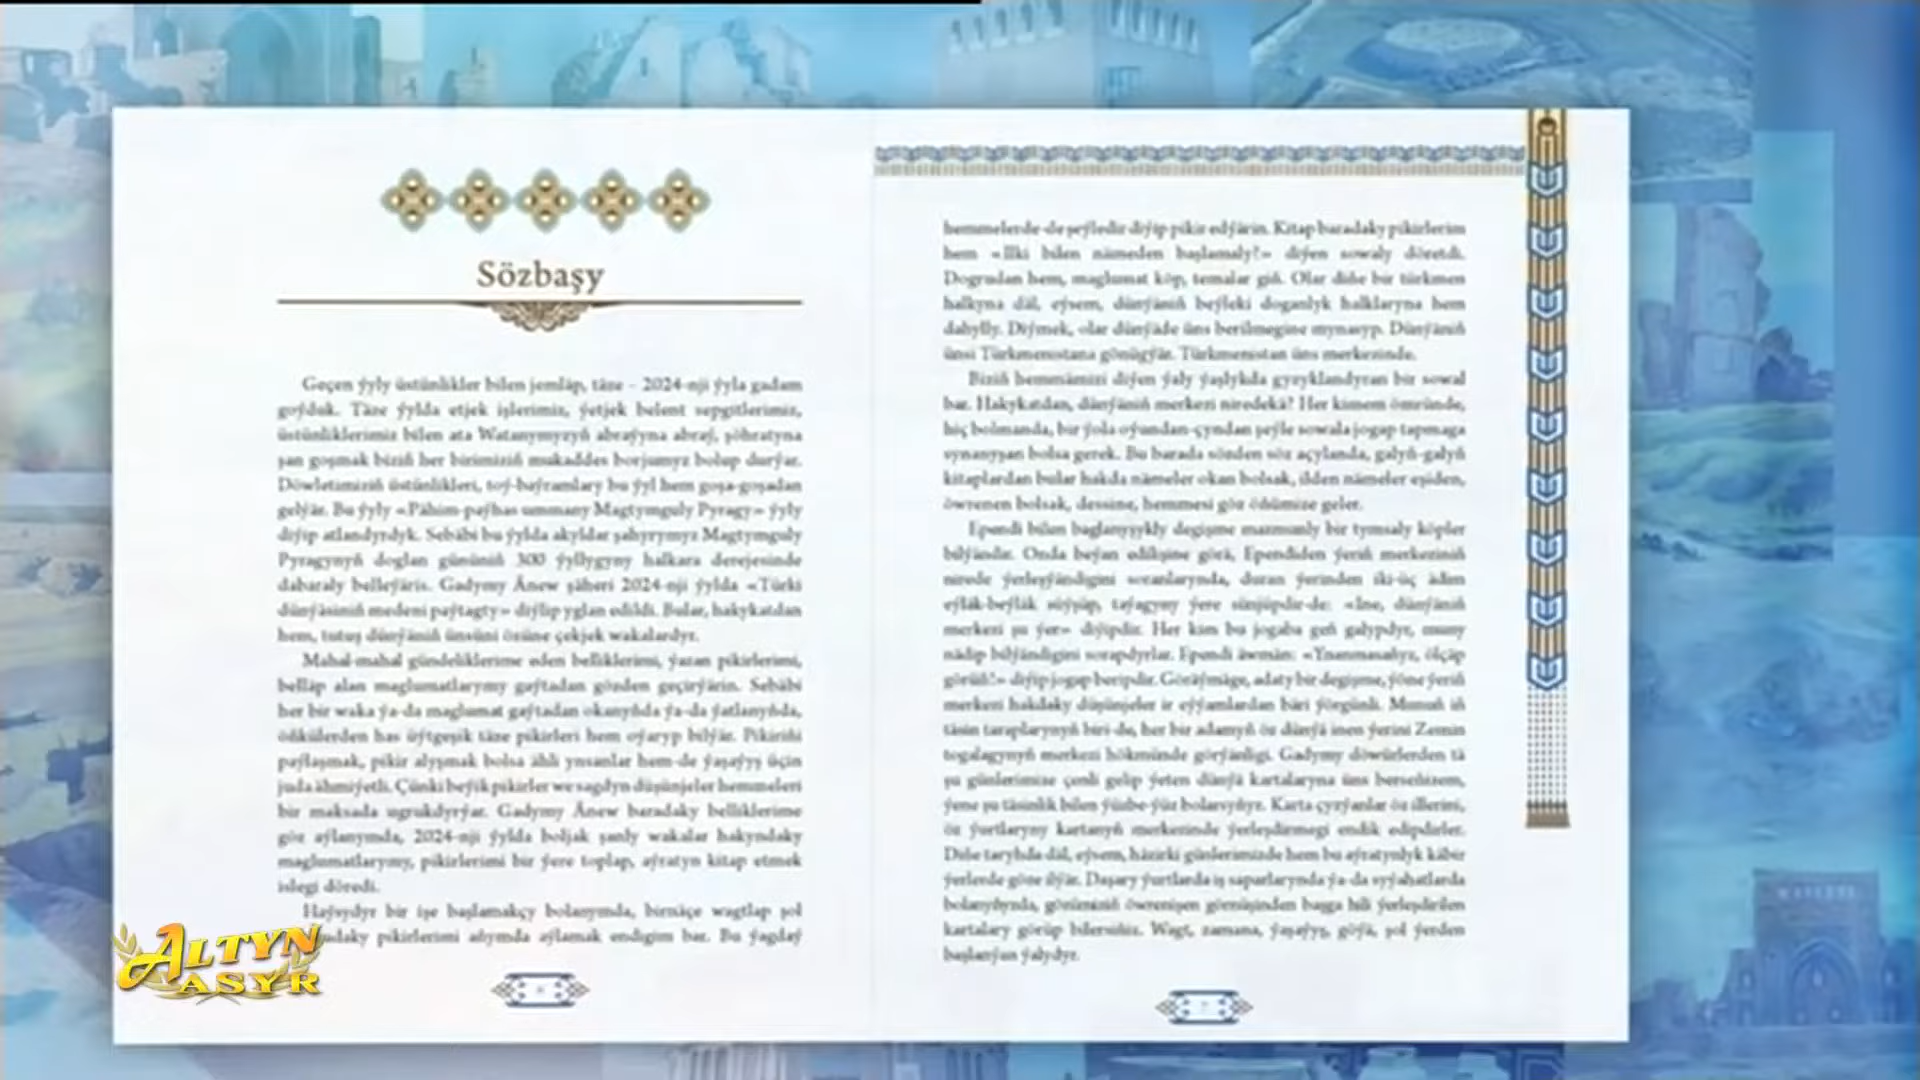 Sözbaşy
Geçen ýyly üstünlikler bilen jemläp, täze – 2024-nji ýyla gadam
goýduk. Täze ýylda etjek işlerimiz, ýetjek belent sepgitlerimiz,
üstünliklerimiz bilen ata Watanymyzyň abraýyna abraý, şöhratyna
şan goşmak biziň her birimiziň mukaddes borjumyz bolup durýar.
Döwletimiziň üstünlikleri, toý-baýramlary bu ýyl hem goşa-goşadan
gelýär. Bu ýyly «Pähim-paýhas ummany Magtymguly Pyragy» ýyly
diýip atlandyrdyk. Sebäbi bu ýylda akyldar şahyrymyz Magtymguly
Pyragynyň doglan gününiň 300 ýyllygyny halkara derejesinde
dabaraly belleýäris. Gadymy Änew şäheri 2024-nji ýylda «Türki
dünýäsiniň medeni paýtagty» diýlip yglan edildi. Bular, hakykatdan
hem, tutuş dünýäniň ünsüni özüne çekjek wakalardyr.
Mahal-mahal gündeliklerime eden bellikleri­mi, ýazan pikirlerimi,
belläp alan maglumatlarymy gaýtadan gözden geçirýärin. Sebäbi
her bir waka ýa-da maglumat gaýtadan okanyňda ýa-da ýatlanyňda,
öňkülerden has üýtgeşik täze pikirleri hem oýaryp bilýär. Pikiriňi
paýlaşmak, pikir alyşmak bolsa ähli ynsanlar hem-de ýaşaýyş üçin
juda ähmiýetli. Çünki beýik pikirler we sagdyn düşünjeler hemmeleri
bir maksada ugrukdyrýar. Gadymy Änew baradaky belliklerime
göz aýlanymda, 2024-nji ýylda boljak şanly wakalar hakyndaky
maglumatlarymy, pikirlerimi bir ýere toplap, aýratyn kitap etmek
islegi döredi.
Haýsydyr bir işe başlamakçy bolanymda, birnäçe wagtlap şol
pikirlerimi aňymda aýlamak endigim bar. Bu ýagdaý
ALTYN
ASYR
hemmelerde-de şeýledir diýip pikir edýärin. Kitap baradaky pikirlerim
hem «Ilki bilen nämeden başlamaly?» diýen sowaly döretdi.
Dogrudan hem, maglumat köp, temalar giň. Olar diňe bir türkmen
halkyna däl, eýsem, dünýäniň beýleki doganlyk halklaryna hem
dahylly. Diýmek, olar dünýäde üns berilmegine mynasyp. Dünýäniň
ünsi Türkmenistana gönügýär. Türkmenistan üns merkezinde.
Biziň hemmämizi diýen ýaly ýaşlykda gyzyklandyran bir sowal
bar. Hakykatdan, dünýäniň merkezi niredekä? Her kimem ömründe,
hiç bolmanda, bir ýola oýundan-çyndan şeýle sowala jogap tapmaga
synanyşan bolsa gerek. Bu barada sözden söz açylanda, galyň-galyň
kitaplardan bular hakda nämeler okan bolsak, ilden nämeler eşiden,
öwrenen bolsak, dessine, hemmesi göz öňümize geler.
Ependi bilen baglanyşykly degişme mazmunly bir tymsaly köpler
bilýändir. Onda beýan edilişine görä, Ependiden ýeriň merkeziniň
nirede ýerleşýändigini soranlarynda, duran ýerinden iki-üç ädim
eýläk-beýläk süýşüp, taýagyny ýere sünjüpdir-de: «Ine, dünýäniň
merkezi şu ýer» diýipdir. Her kim bu jogaba geň galypdyr, muny
nädip bilýändigini sorapdyrlar. Ependi äwmän: «Ynanmasaňyz, ölçäp
görüň!» diýip jogap beripdir. Göräýmäge, adaty bir degişme, ýöne ýeriň
merkezi hakdaky düşünjeler ir eýýamlardan bäri ýörgünli. Munuň iň
täsin taraplarynyň biri-de, her bir adamyň öz dünýä inen ýerini Zemin
togalagynyň merkezi hökmünde görýänligi. Gadymy döwürlerden tä
şu günlerimize çenli gelip ýeten dünýä kartalaryna üns berseňizem,
ýene şu täsinlik bilen ýüzbe-ýüz bolarsyňyz. Karta çyzýanlar öz illerini,
öz ýurtlaryny kartanyň merkezinde ýerleşdirmegi endik edipdirler.
Diňe taryhda däl, eýsem, häzirki günlerimizde hem bu aýratynlyk käbir
ýerlerde göze ilýär. Daşary ýurtlarda iş saparlarynda ýa-da syýahatlarda
bolanyňyzda, gözüňiziň öwrenişen görnüşinden başga hili ýerleşdirilen
kartalary görüp bilersiňiz. Wagt, zamana, ýaşaýyş, göýä, şol ýerden
başlanýan ýalydyr.